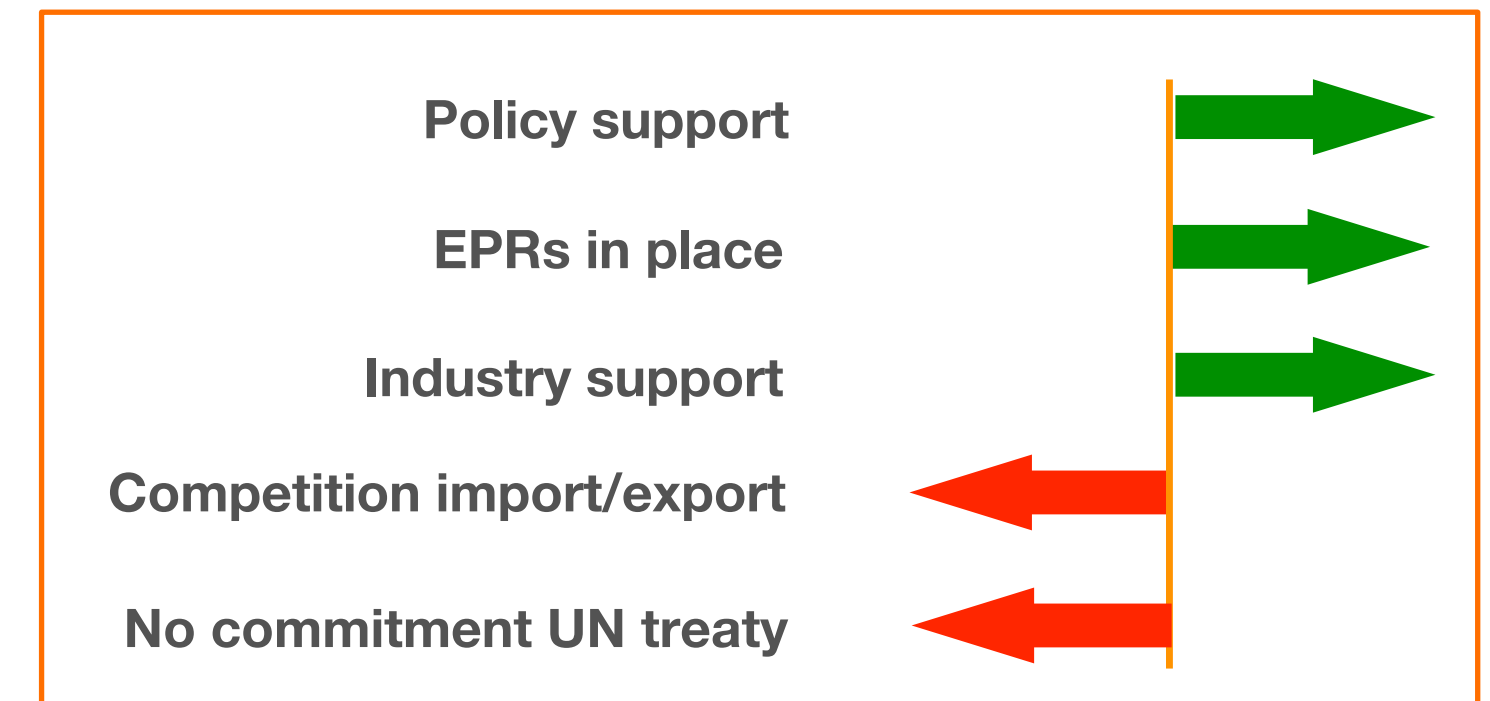 Policy support
EPRs in place
Industry support
Competition import/export
No commitment UN treaty